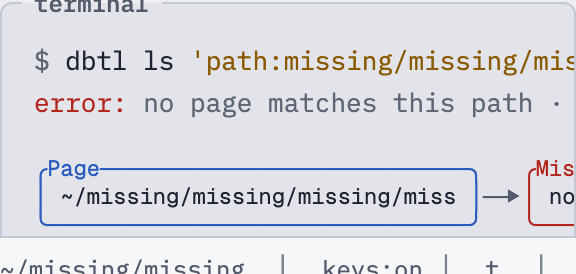 terminal
$ dbtl ls 'path:missing/missing/mis
error: no page matches this path ·
Page
Mis
~/missing/missing/missing/miss
no
~/missing/missing | keys:on | t |